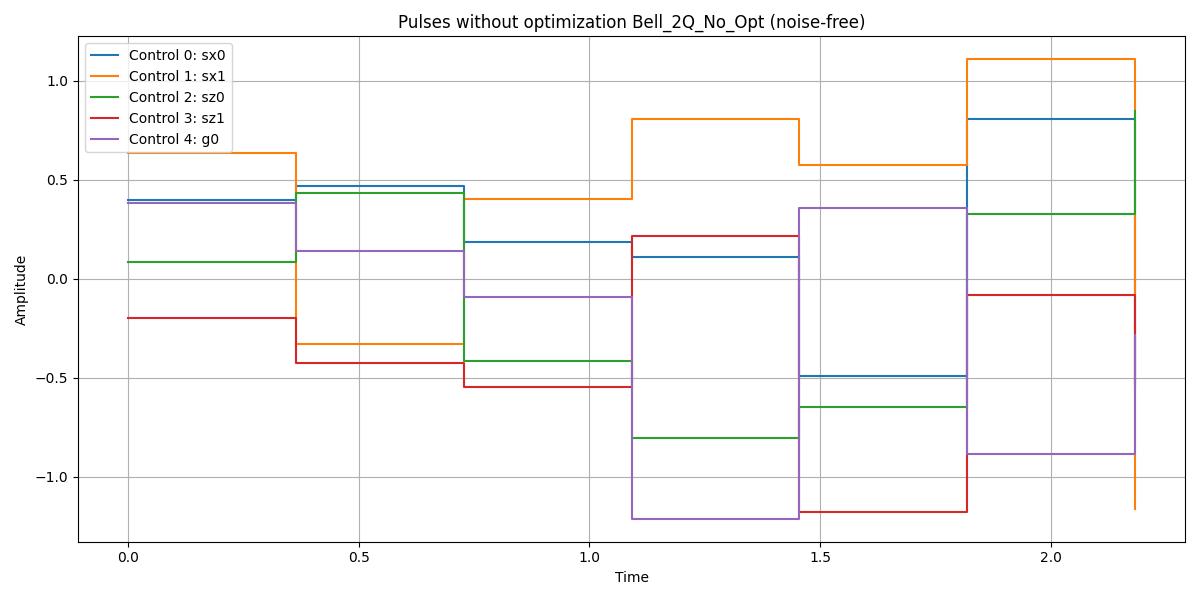 Pulses without optimization Bell_2Q_No_Opt (noise-free)
Control 0: sx0
Control 1: sx1
Control 2: sz0
Control 3: sz1
Control 4: g0
Amplitude
1.0
0.5
0.0
−0.5
−1.0
0.0 0.5 1.0 1.5 2.0
Time